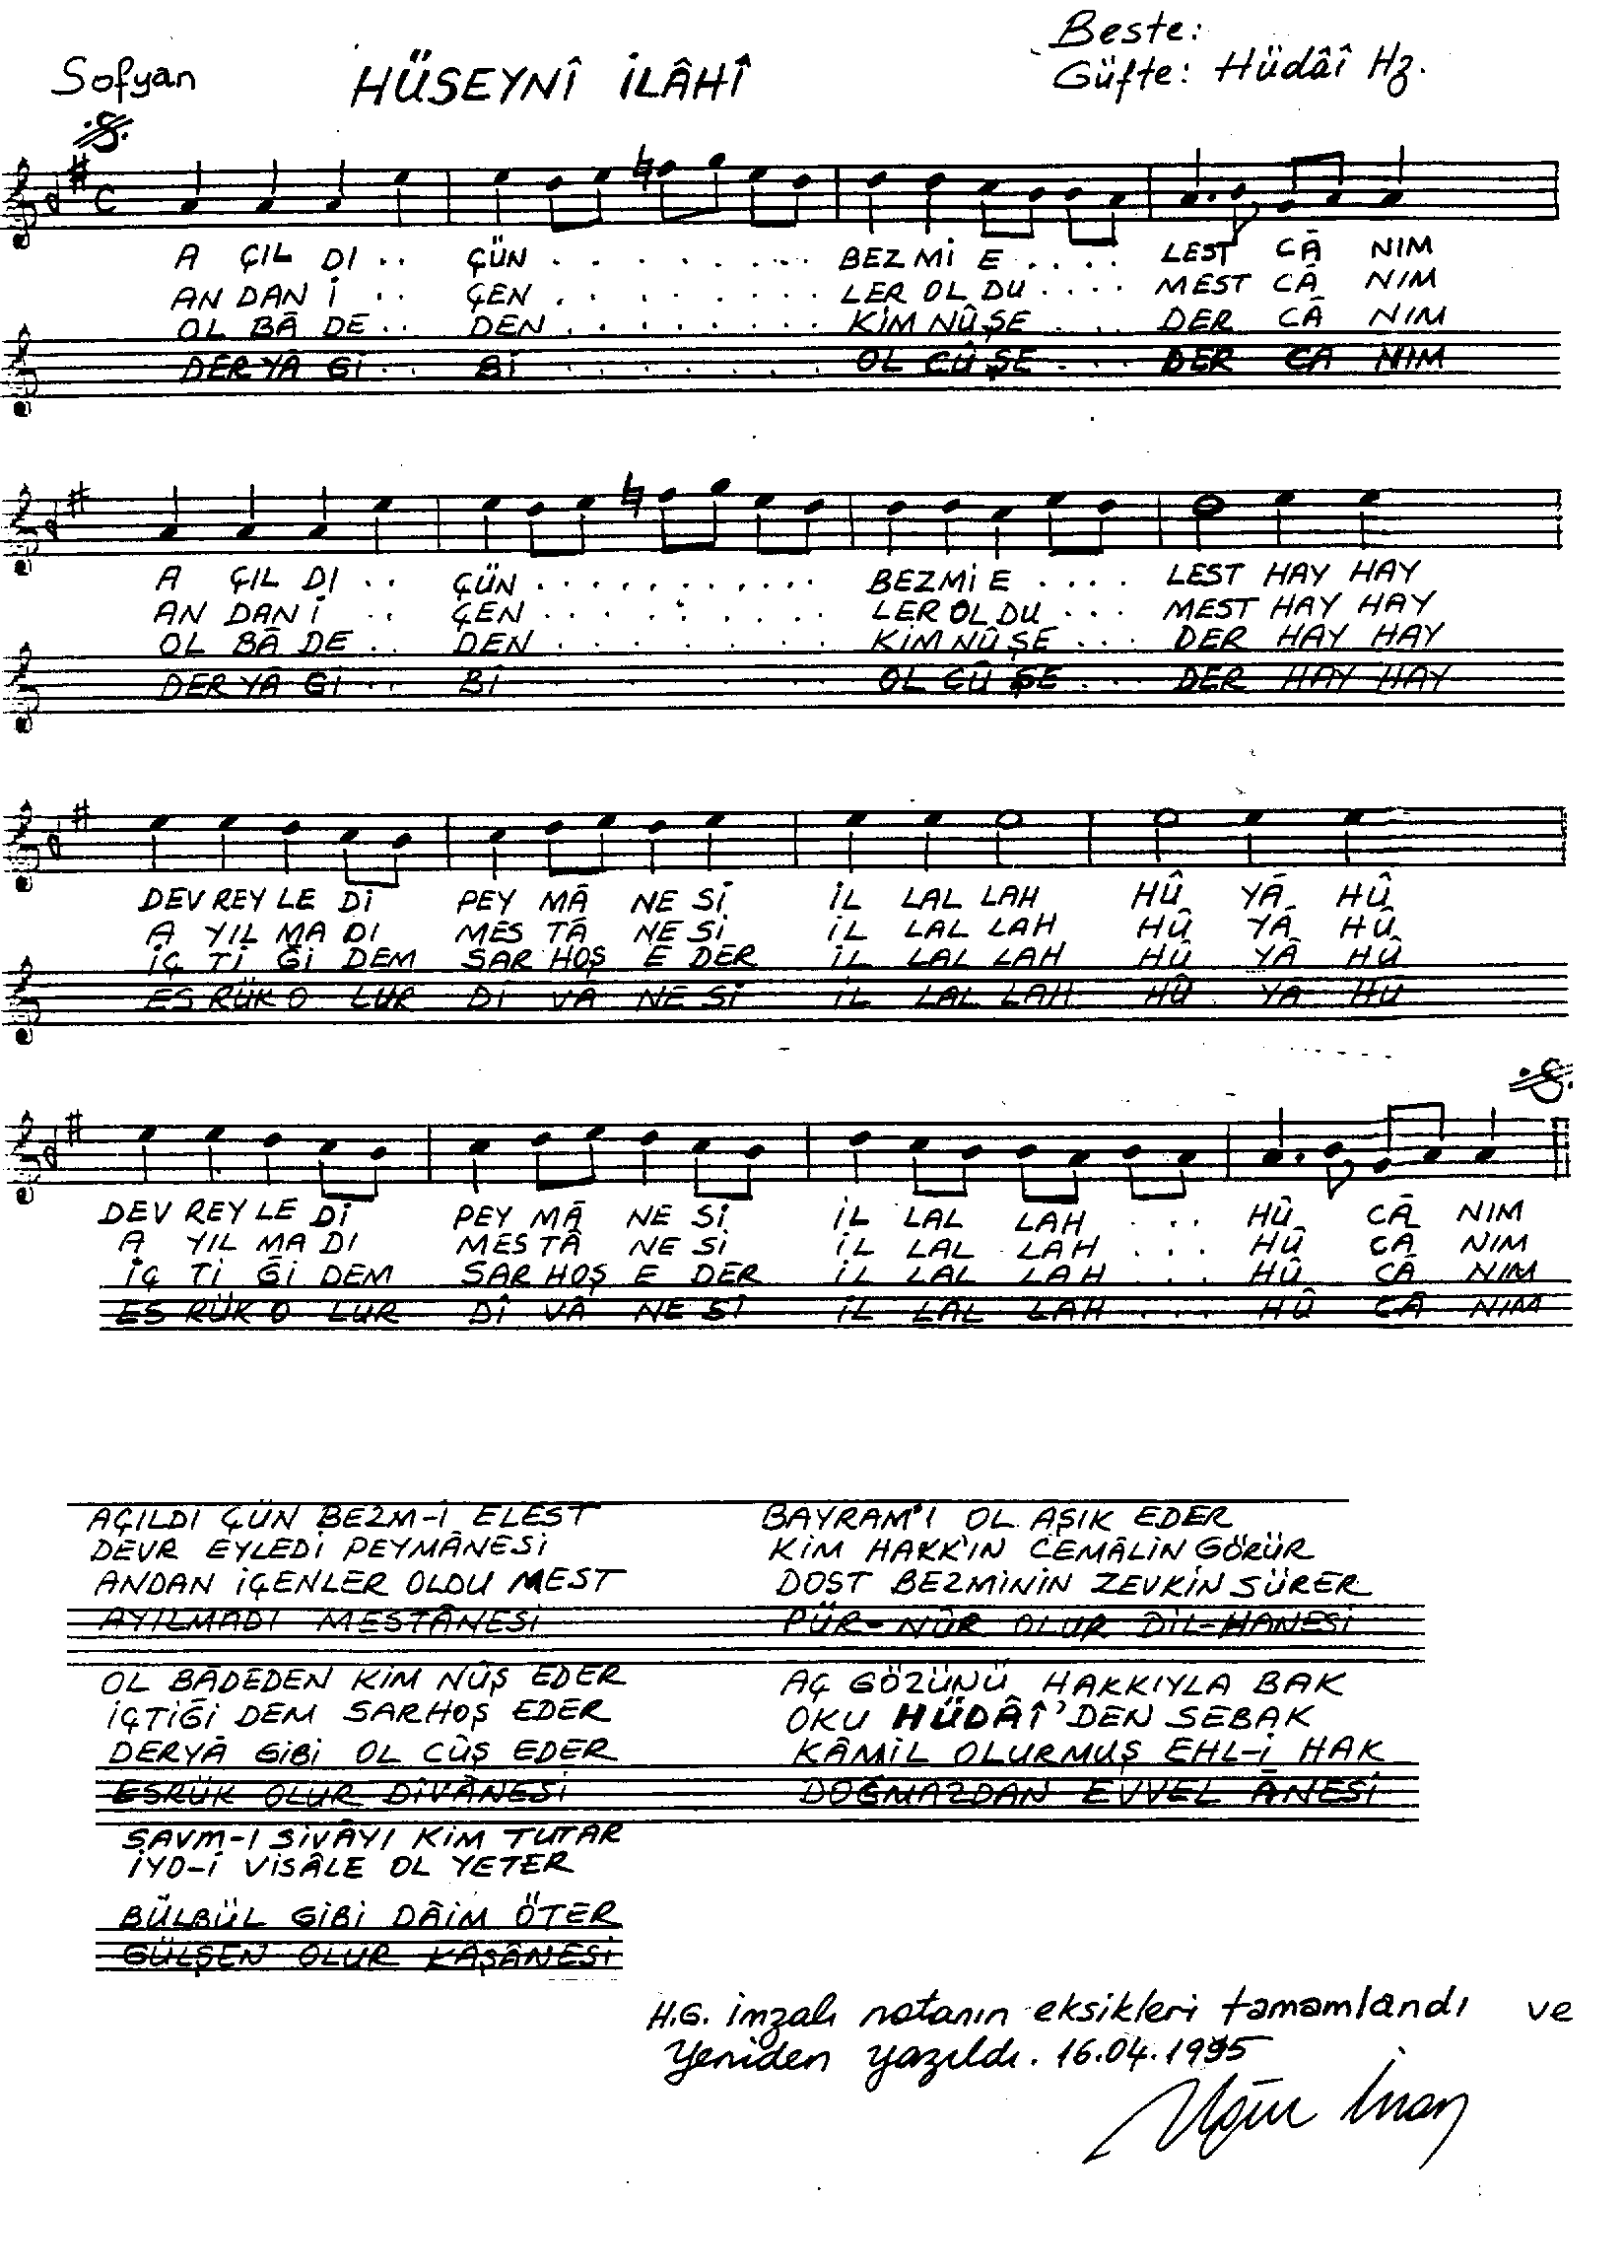 Sofyan
HÜSEYNÎ İLÂHÎ
Beste:
Güfte: Hüdâî Hz.
A ÇIL DI .. ÇÜN . . . . . . . . BEZ MİE . . . . LEST CÂ NIM
AN DAN İ .. ÇEN . . . . . . . . LER OL DU . . . . MEST CÂ NIM
OL BÂ DE .. DEN . . . . . . . . KİM NÛ ŞE . . . DER CÂ NIM
DER YÂ Gİ .. Bİ . . . . . . . . OL CÛ ŞE . . . DER CA NIM
A ÇIL DI .. ÇÜN . . . . . . . . . . . BEZMİ E . . . . LEST HAY HAY
AN DAN İ .. ÇEN . . . . . . . . . LER OL DU . . . MEST HAY HAY
OL BÂ DE .. DEN . . . . . . . . KİM NÛ ŞE . . . DER HAY HAY
DER YÂ Gİ .. Bİ OL CÛ ŞE . . . DER HAY HAY
DEV REY LE Dİ PEY MÂ NE Sİ İL LAL LAH HÛ YÂ HÛ
A YIL MA DI MES TÂ NE Sİ İL LAL LAH HÛ YÂ HÛ
İÇ Tİ Ğİ DEM SAR HOŞ E DER İL LAL LAH HÛ YÂ HÛ
ES RÜK O LUR Dİ VÂ NE Sİ İL LAL LAH HÛ YA HU
DEV REY LE Dİ PEY MÂ NE Sİ İL LAL LAH . . . HÛ CÂ NIM
A YIL MA DI MES TÂ NE Sİ İL LAL LAH . . . HÛ CÂ NIM
İÇ Tİ Ğİ DEM SAR HOŞ E DER İL LAL LAH . . . HÛ CÂ NIM
ES RÜK O LUR DÎ VÂ NE Sİ İL LAL LAH . . . HÛ CÂ NIM
AÇILDI ÇÜN BEZM-İ ELEST
DEVR EYLEDİ PEYMÂNESİ
ANDAN İÇENLER OLDU MEST
AYILMADI MESTÂNESİ
OL BÂDEDEN KİM NÛŞ EDER
İÇTİĞİ DEM SARHOŞ EDER
DERYÂ GİBİ OL CÛŞ EDER
ESRÜK OLUR DİVÂNESİ
SAVM-I SİVÂYI KİM TUTAR
İYD-İ VİSÂLE OL YETER
BÜLBÜL GİBİ DÂİM ÖTER
GÜLŞEN OLUR KÂŞÂNESİ
BAYRAM'I OL AŞIK EDER
KİM HAKK'IN CEMÂLİN GÖRÜR
DOST BEZMİNİN ZEVKİN SÜRER
PÜR-NÛR OLUR DİL-HANESİ
AÇ GÖZÜNÜ HAKKIYLA BAK
OKU HÜDÂÎ'DEN SEBAK
KÂMİL OLURMUŞ EHL-İ HAK
DOĞMAZDAN EVVEL ÂNESİ
H.G. İmzalı notanın eksikleri tamamlandı ve
Yeniden yazıldı. 16.04.1995
Uğur İnan